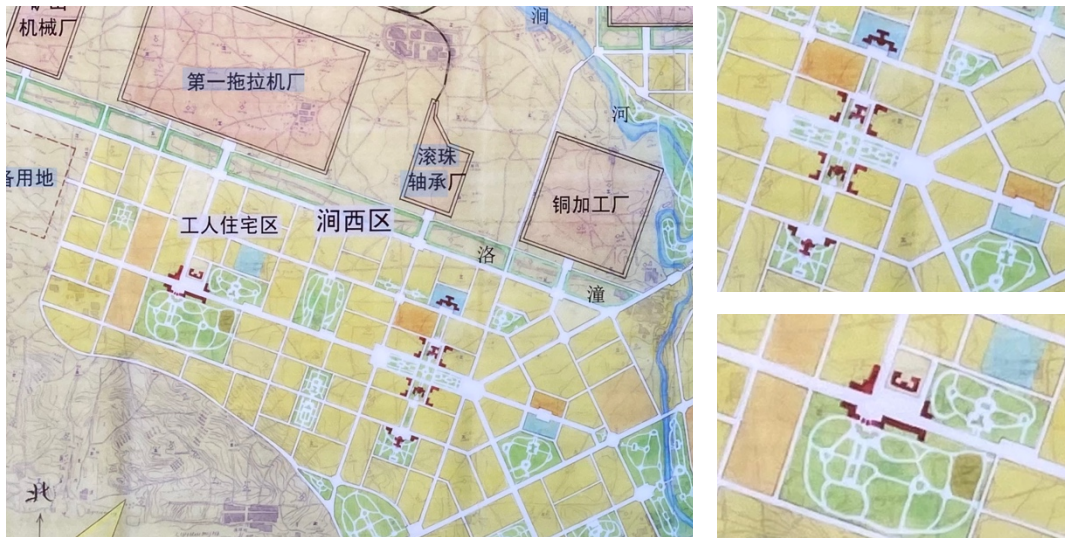 机械厂
第一拖拉机厂
涧
河
滚珠
轴承厂
铜加工厂
备用地
工人住宅区
涧西区
洛
潼
北